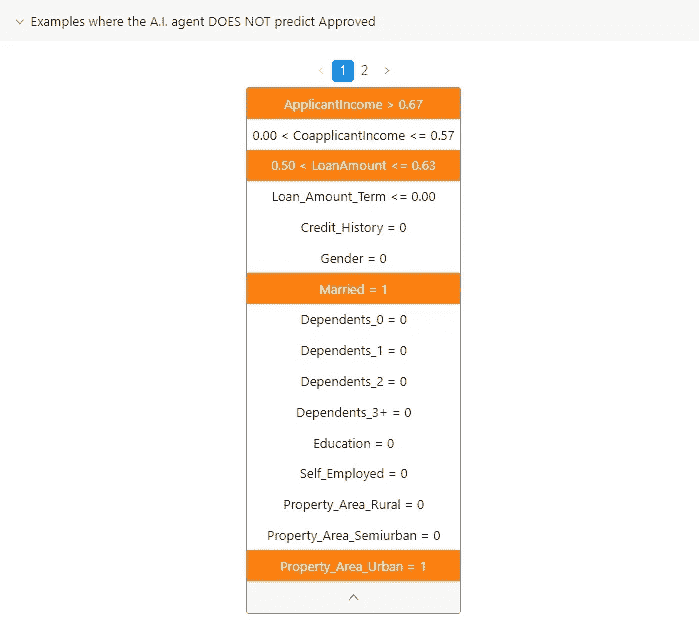 Examples where the A.I. agent DOES NOT predict Approved
1 2
ApplicantIncome > 0.67
0.00 < CoapplicantIncome <= 0.57
0.50 < LoanAmount <= 0.63
Loan_Amount_Term <= 0.00
Credit_History = 0
Gender = 0
Married = 1
Dependents_0 = 0
Dependents_1 = 0
Dependents_2 = 0
Dependents_3+ = 0
Education = 0
Self_Employed = 0
Property_Area_Rural = 0
Property_Area_Semiurban = 0
Property_Area_Urban = 1